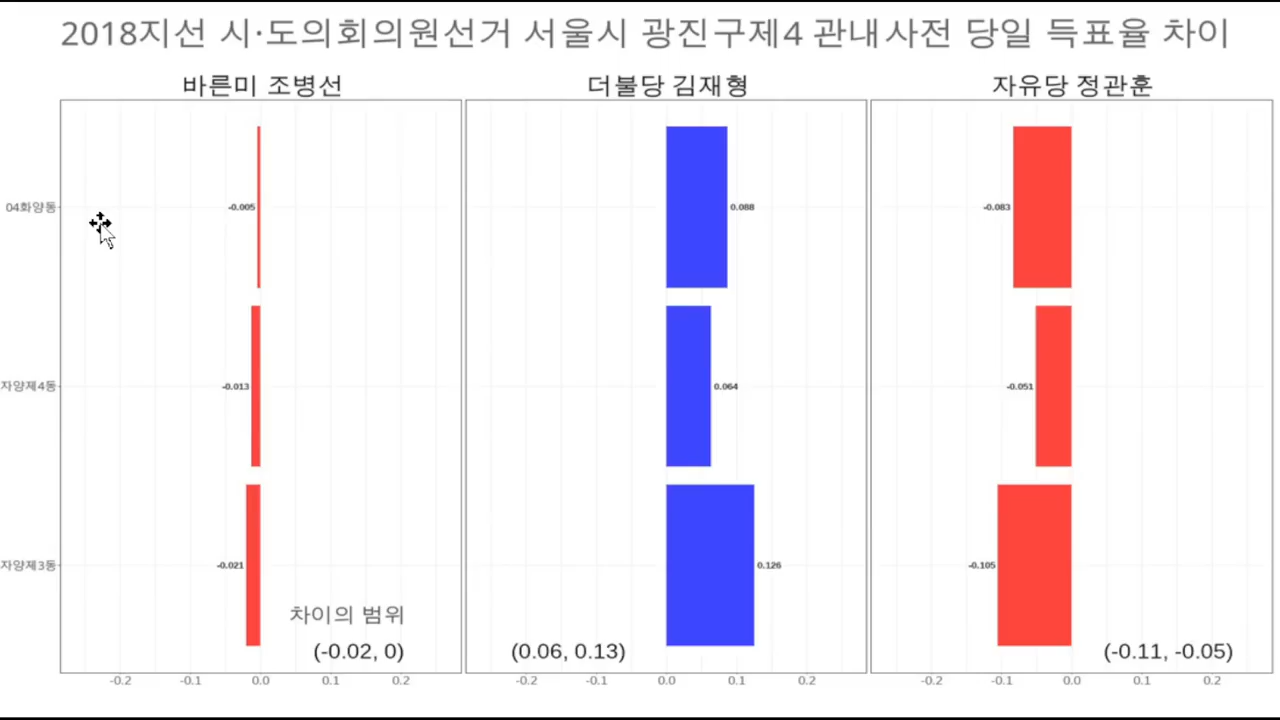 2018지선 시·도의회의원선거 서울시 광진구제4 관내사전 당일 득표율 차이
바른미 조병선 더불당 김재형 자유당 정관훈
04화양동 -0.005 0.088 -0.083
자양제4동 -0.013 0.064 -0.051
자양제3동 -0.021 0.126 -0.105
차이의 범위
(-0.02, 0) (0.06, 0.13) (-0.11, -0.05)
-0.2 -0.1 0.0 0.1 0.2 -0.2 -0.1 0.0 0.1 0.2 -0.2 -0.1 0.0 0.1 0.2